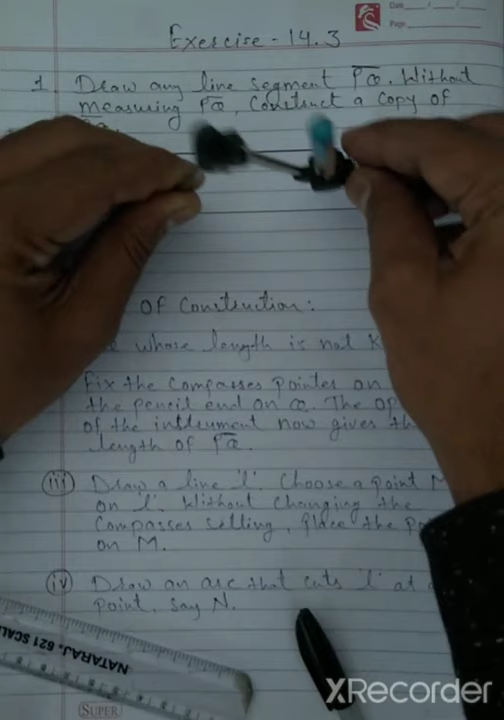 Date
Page
Exercise - 14.3
1 Draw any line segment PQ. Without
measuring PQ, Construct a Copy of
OF Construction:
whose length is not
Fix the Compasses Pointer on
the Pencil end on Q. The
of the instrument now gives
length of PQ
(iii) Draw a line 'l'. Choose a Point M
on l. Without Changing the
Compasses setting, Place the
on M.
(iv) Draw an arc that cuts 'l' at
Point, say N.
NATARAJ. 621 SCALE
SUPER
XRecorder